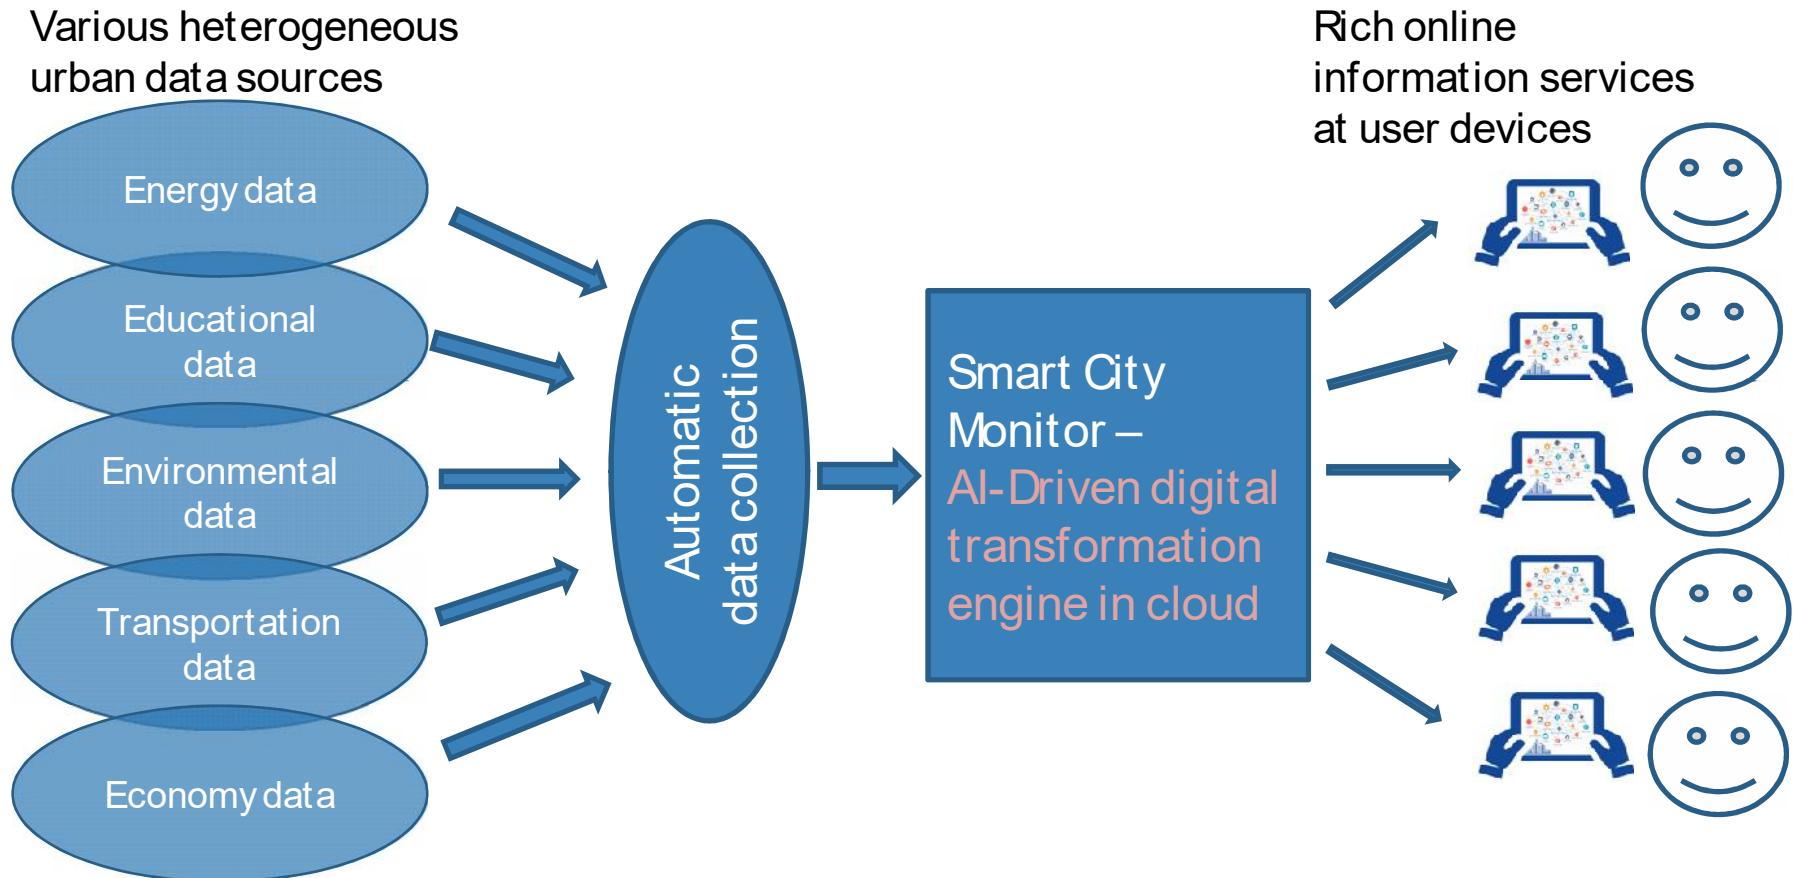 Various heterogeneous
urban data sources
Energy data
Educational
data
Environmental
data
Transportation
data
Economy data
Automatic
data collection
Smart City
Monitor –
AI-Driven digital
transformation
engine in cloud
Rich online
information services
at user devices